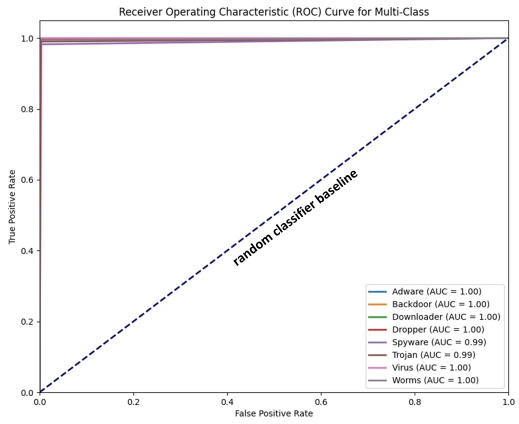 Receiver Operating Characteristic (ROC) Curve for Multi-Class
1.0
0.8
0.6
0.4
0.2
0.0
True Positive Rate
random classifier baseline
Adware (AUC = 1.00)
Backdoor (AUC = 1.00)
Downloader (AUC = 1.00)
Dropper (AUC = 1.00)
Spyware (AUC = 0.99)
Trojan (AUC = 0.99)
Virus (AUC = 1.00)
Worms (AUC = 1.00)
0.0 0.2 0.4 0.6 0.8 1.0
False Positive Rate